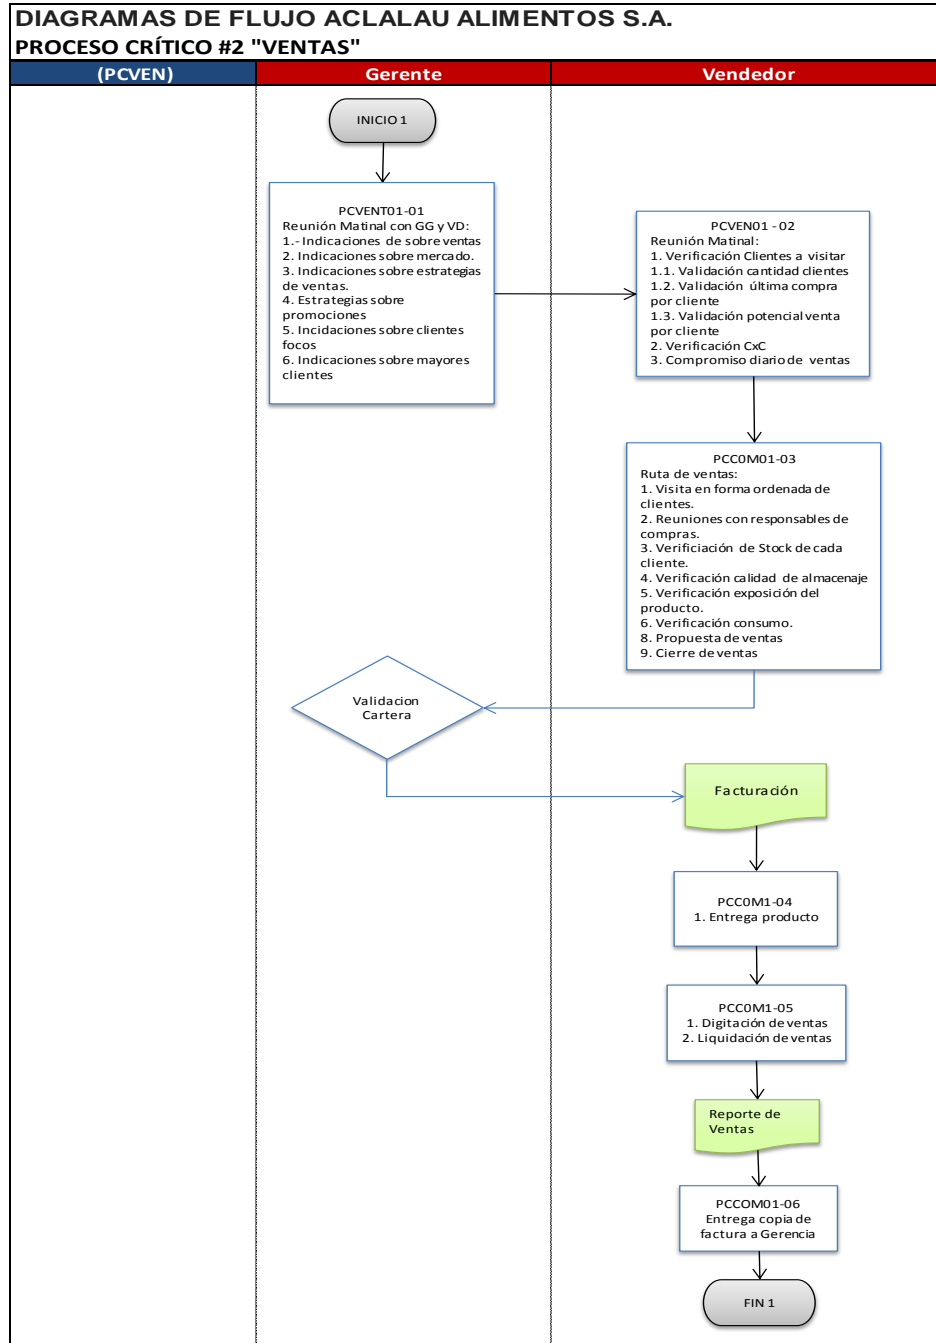 DIAGRAMAS DE FLUJO ACLALAU ALIMENTOS S.A.
PROCESO CRÍTICO #2 "VENTAS"
(PCVEN)
Gerente
Vendedor
INICIO 1
PCVENT01-01
Reunión Matinal con GG y VD:
1.- Indicaciones de sobre ventas
2. Indicaciones sobre mercado.
3. Indicaciones sobre estrategias
de ventas.
4. Estrategias sobre
promociones
5. Incidaciones sobre clientes
focos
6. Indicaciones sobre mayores
clientes
PCVEN01 - 02
Reunión Matinal:
1. Verificación Clientes a visitar
1.1. Validación cantidad clientes
1.2. Validación última compra
por cliente
1.3. Validación potencial venta
por cliente
2. Verificación CxC
3. Compromiso diario de ventas
PCC0M01-03
Ruta de ventas:
1. Visita en forma ordenada de
clientes.
2. Reuniones con responsables de
compras.
3. Verificiación de Stock de cada
cliente.
4. Verificación calidad de almacenaje
5. Verificación exposición del
producto.
6. Verificación consumo.
8. Propuesta de ventas
9. Cierre de ventas
Validacion
Cartera
Facturación
PCC0M1-04
1. Entrega producto
PCC0M1-05
1. Digitación de ventas
2. Liquidación de ventas
Reporte de
Ventas
PCCOM01-06
Entrega copia de
factura a Gerencia
FIN 1